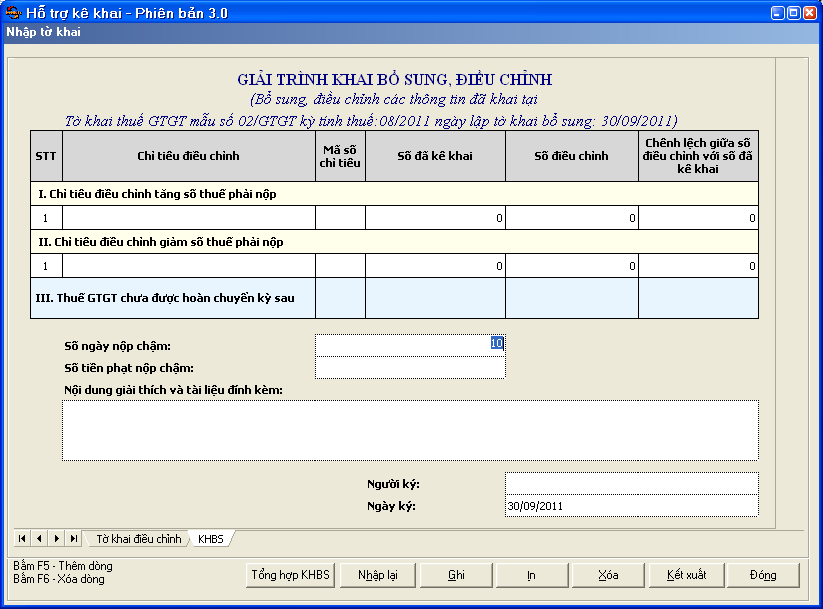 Hỗ trợ kê khai - Phiên bản 3.0
Nhập tờ khai
GIẢI TRÌNH KHAI BỔ SUNG, ĐIỀU CHỈNH
(Bổ sung, điều chỉnh các thông tin đã khai tại
Tờ khai thuế GTGT mẫu số 02/GTGT kỳ tính thuế:08/2011 ngày lập tờ khai bổ sung: 30/09/2011)
STT Chỉ tiêu điều chỉnh Mã số chỉ tiêu Số đã kê khai Số điều chỉnh Chênh lệch giữa số điều chỉnh với số đã kê khai
I. Chỉ tiêu điều chỉnh tăng số thuế phải nộp
1 0 0 0
II. Chỉ tiêu điều chỉnh giảm số thuế phải nộp
1 0 0 0
III. Thuế GTGT chưa được hoàn chuyển kỳ sau
Số ngày nộp chậm: 10
Số tiền phạt nộp chậm:
Nội dung giải thích và tài liệu đính kèm:
Người ký:
Ngày ký: 30/09/2011
Tờ khai điều chỉnh KHBS
Bấm F5 - Thêm dòng
Bấm F6 - Xóa dòng
Tổng hợp KHBS Nhập lại Ghi In Xóa Kết xuất Đóng